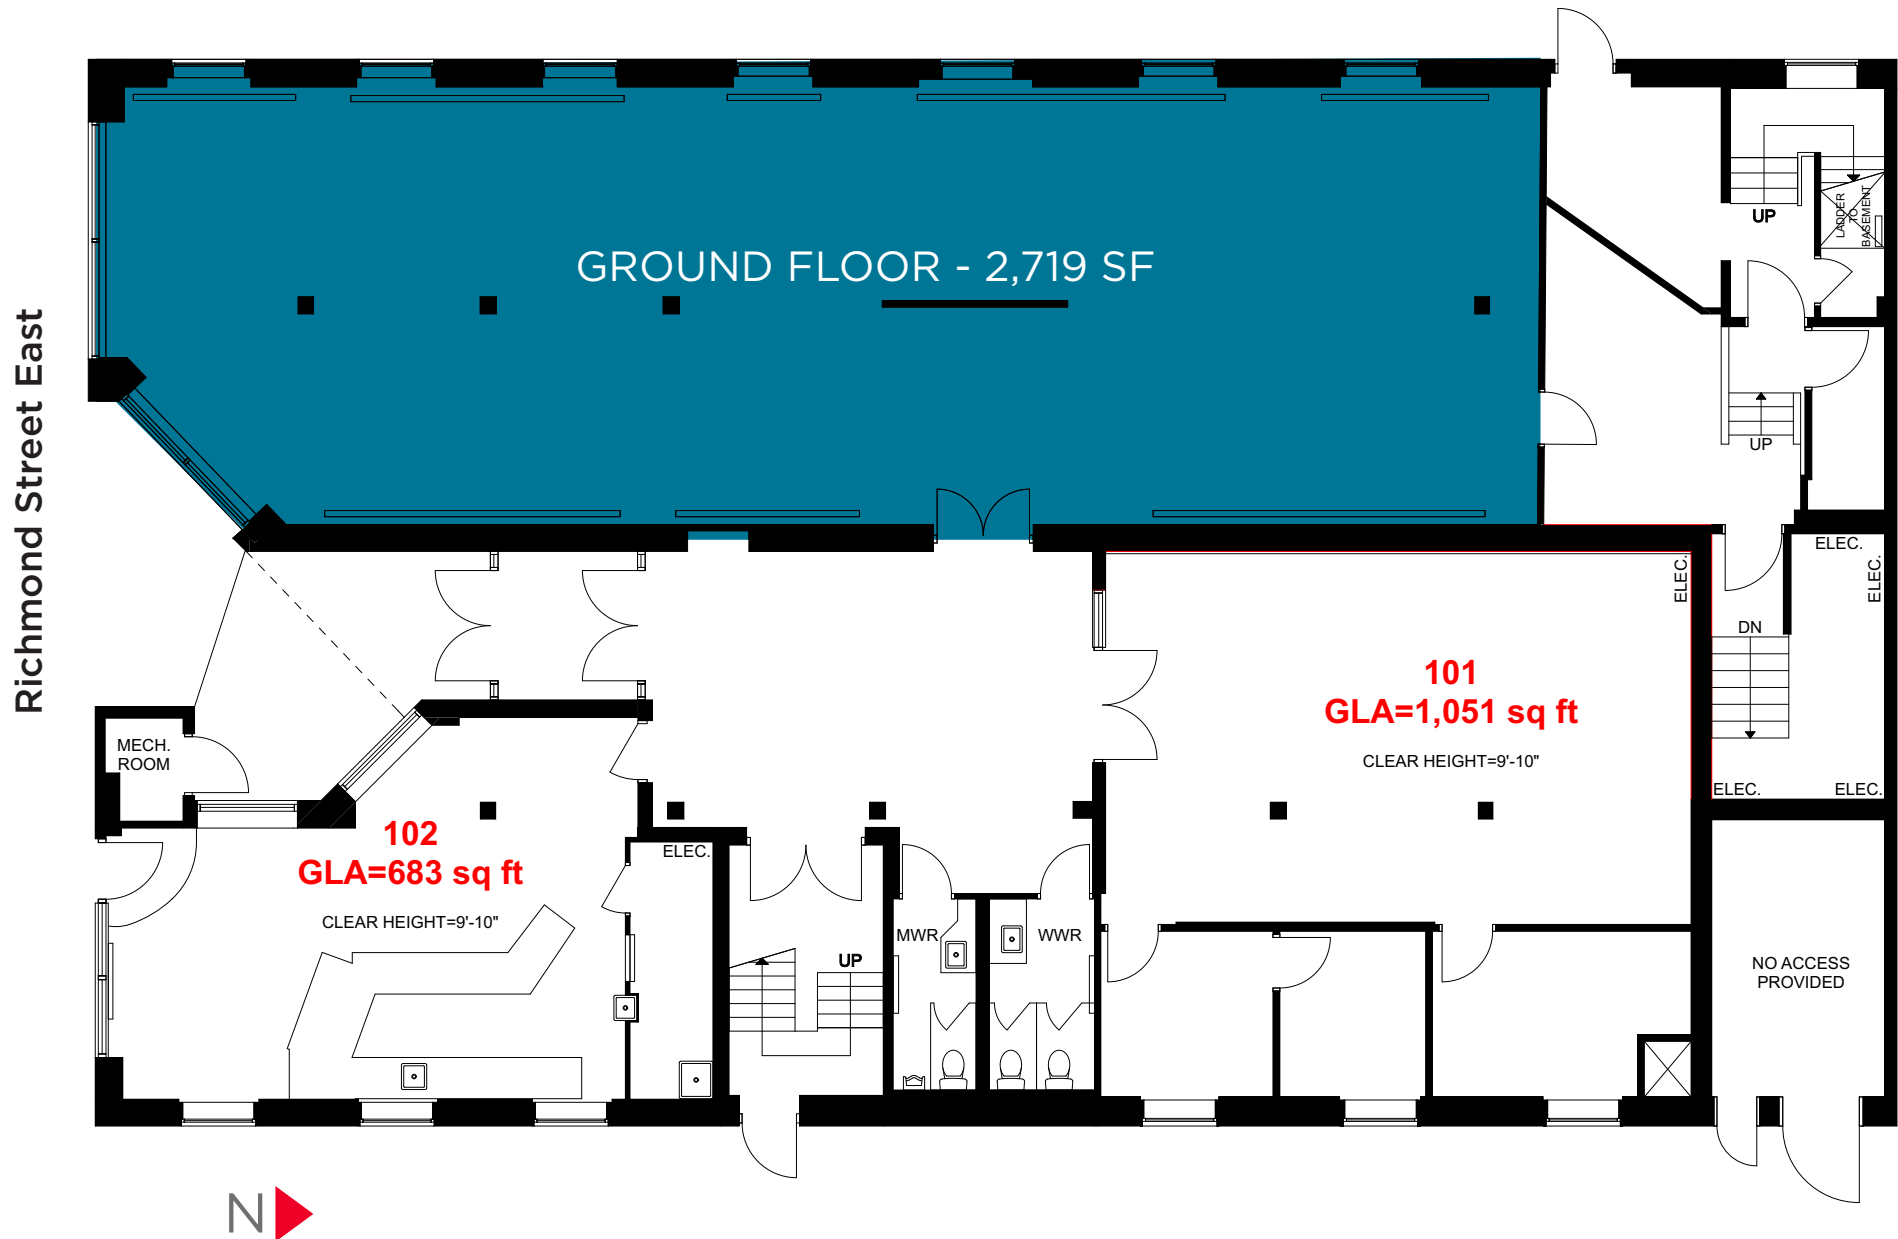 GROUND FLOOR - 2,719 SF
Richmond Street East
UP
LADDER
TO
BASEMENT
UP
ELEC.
ELEC.
ELEC.
DN
101
GLA=1,051 sq ft
CLEAR HEIGHT=9'-10"
MECH.
ROOM
ELEC.
ELEC.
102
GLA=683 sq ft
CLEAR HEIGHT=9'-10"
ELEC.
MWR
WWR
UP
NO ACCESS
PROVIDED
N